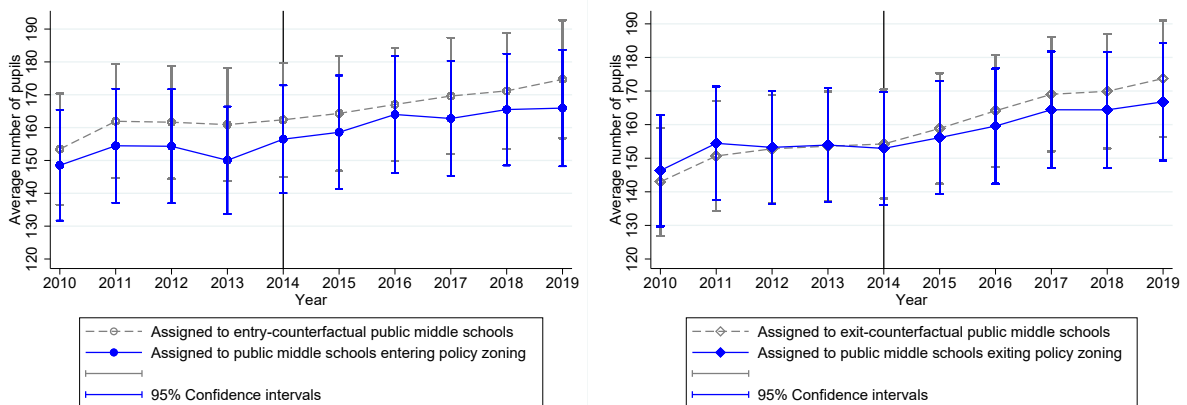 190
180
170
160
150
140
130
120
Average number of pupils
2010 2011 2012 2013 2014 2015 2016 2017 2018 2019
Year
Assigned to entry-counterfactual public middle schools
Assigned to public middle schools entering policy zoning
95% Confidence intervals
190
180
170
160
150
140
130
120
Average number of pupils
2010 2011 2012 2013 2014 2015 2016 2017 2018 2019
Year
Assigned to exit-counterfactual public middle schools
Assigned to public middle schools exiting policy zoning
95% Confidence intervals